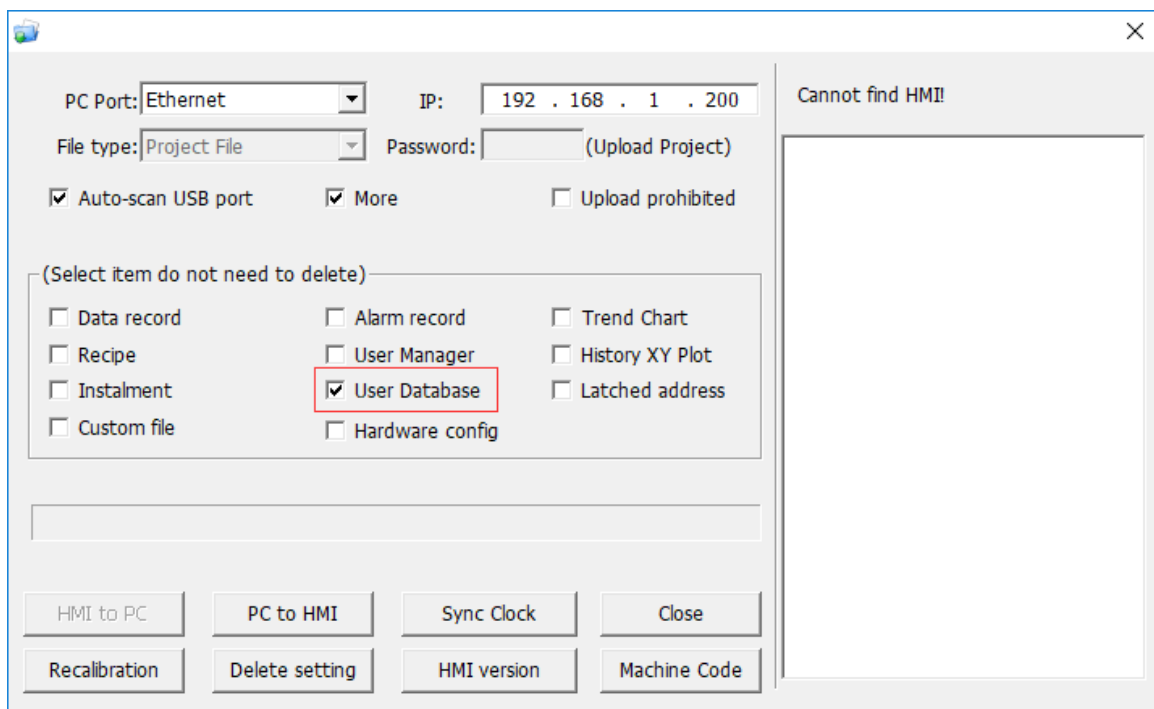 PC Port: Ethernet IP: 192 . 168 . 1 . 200
File type: Project File Password: (Upload Project)
Auto-scan USB port More Upload prohibited
(Select item do not need to delete)
Data record Alarm record Trend Chart
Recipe User Manager History XY Plot
Instalment User Database Latched address
Custom file Hardware config
HMI to PC PC to HMI Sync Clock Close
Recalibration Delete setting HMI version Machine Code
Cannot find HMI!